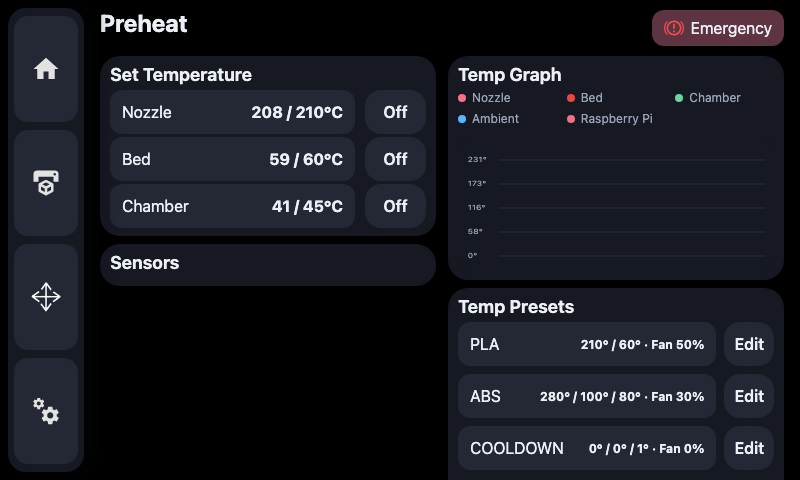 Preheat
Emergency
Set Temperature
Nozzle 208 / 210°C Off
Bed 59 / 60°C Off
Chamber 41 / 45°C Off
Sensors
Temp Graph
Nozzle Bed Chamber
Ambient Raspberry Pi
231°
173°
116°
58°
0°
Temp Presets
PLA 210° / 60° · Fan 50% Edit
ABS 280° / 100° / 80° · Fan 30% Edit
COOLDOWN 0° / 0° / 1° · Fan 0% Edit